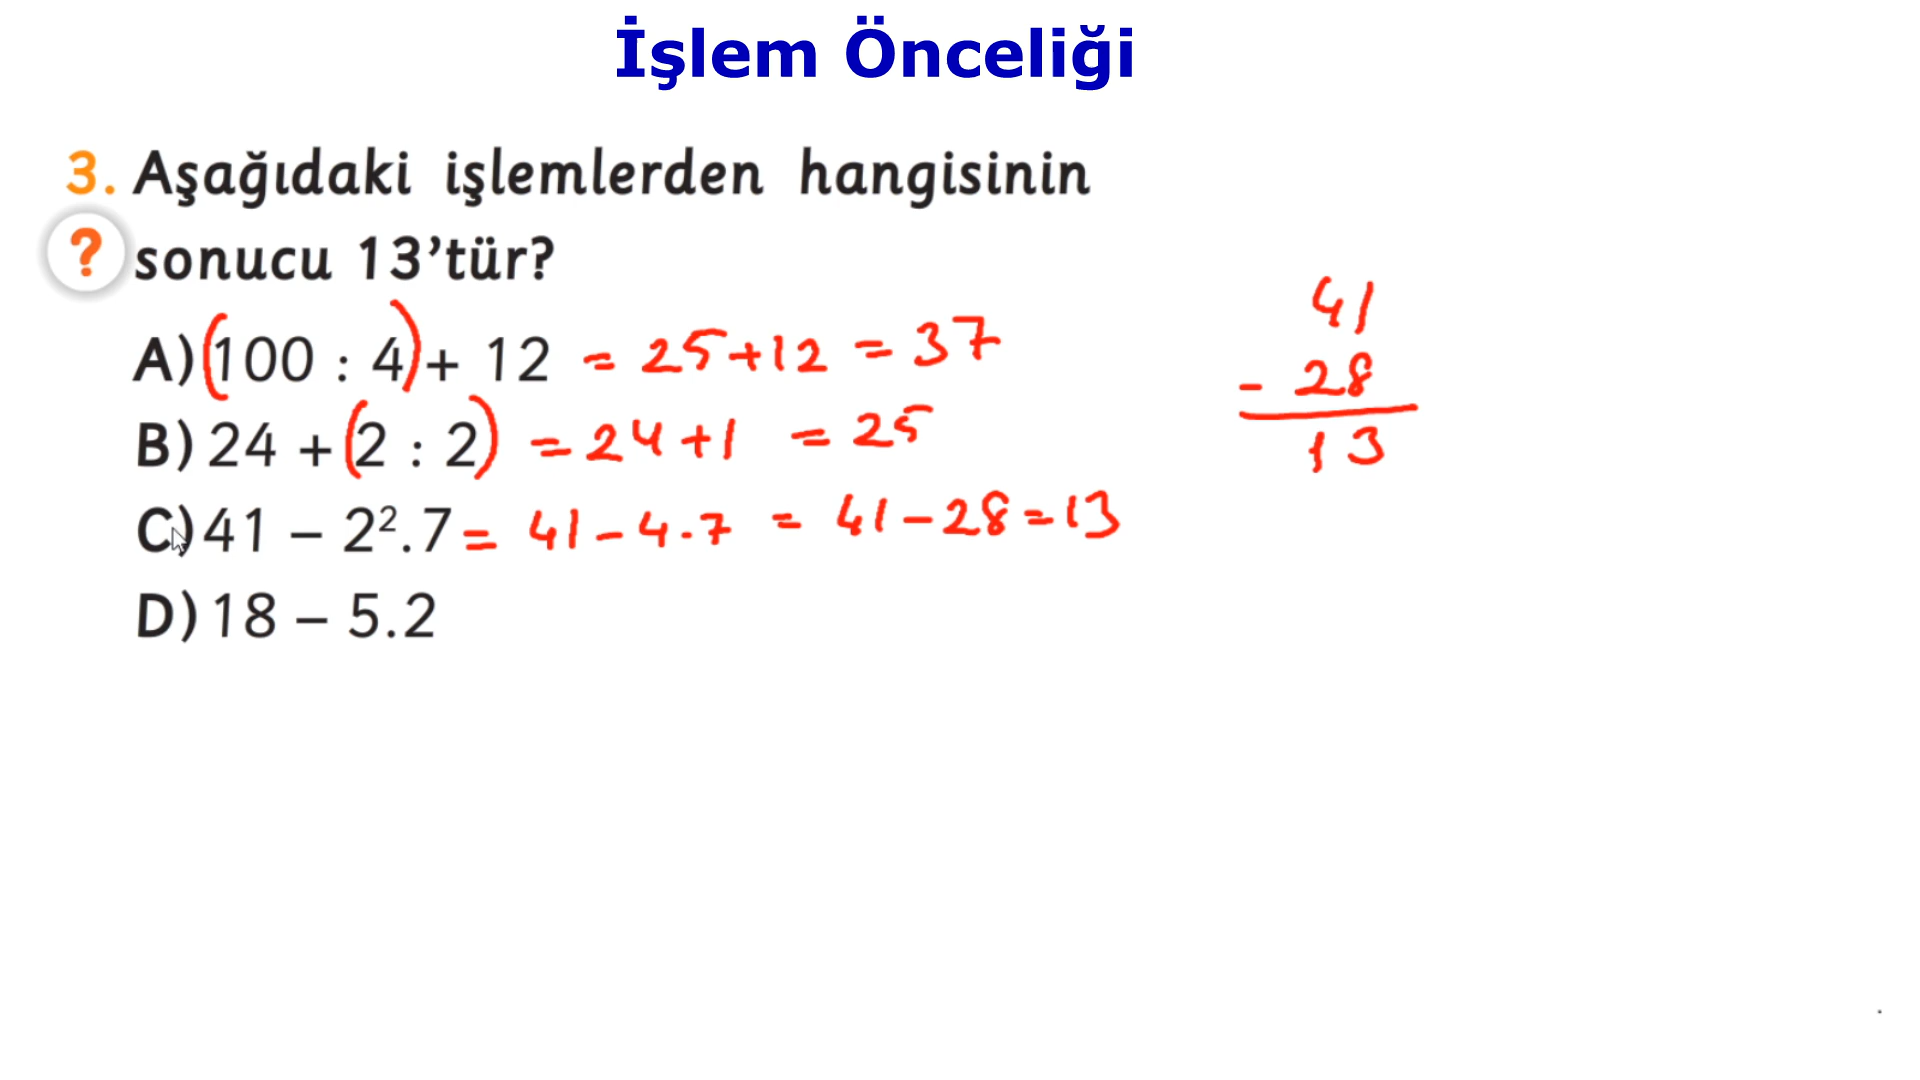 İşlem Önceliği
3. Aşağıdaki işlemlerden hangisinin
? sonucu 13'tür?
A) (100 : 4) + 12 = 25+12 = 37
B) 24 + (2 : 2) = 24+1 = 25
C) 41 – 2².7 = 41-4.7 = 41-28=13
D) 18 – 5.2
41
- 28
13